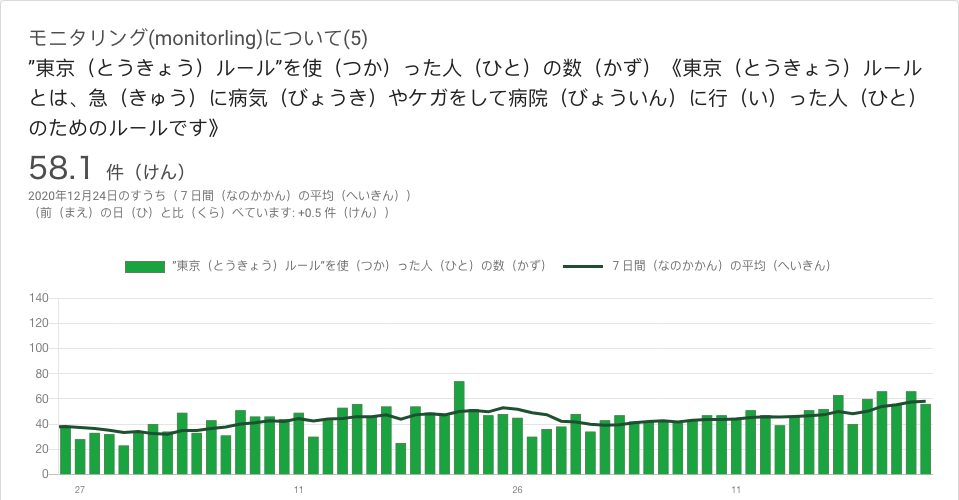 モニタリング(monitorling)について(5)
”東京（とうきょう）ルール”を使（つか）った人（ひと）の数（かず）《東京（とうきょう）ルール
とは、急（きゅう）に病気（びょうき）やケガをして病院（びょういん）に行（い）った人（ひと）
のためのルールです》
58.1 件（けん）
2020年12月24日のすうち（７日間（なのかかん）の平均（へいきん））
（前（まえ）の日（ひ）と比（くら）べています: +0.5 件（けん））
”東京（とうきょう）ルール”を使（つか）った人（ひと）の数（かず） ７日間（なのかかん）の平均（へいきん）
140
120
100
80
60
40
20
0
27 11 26 11